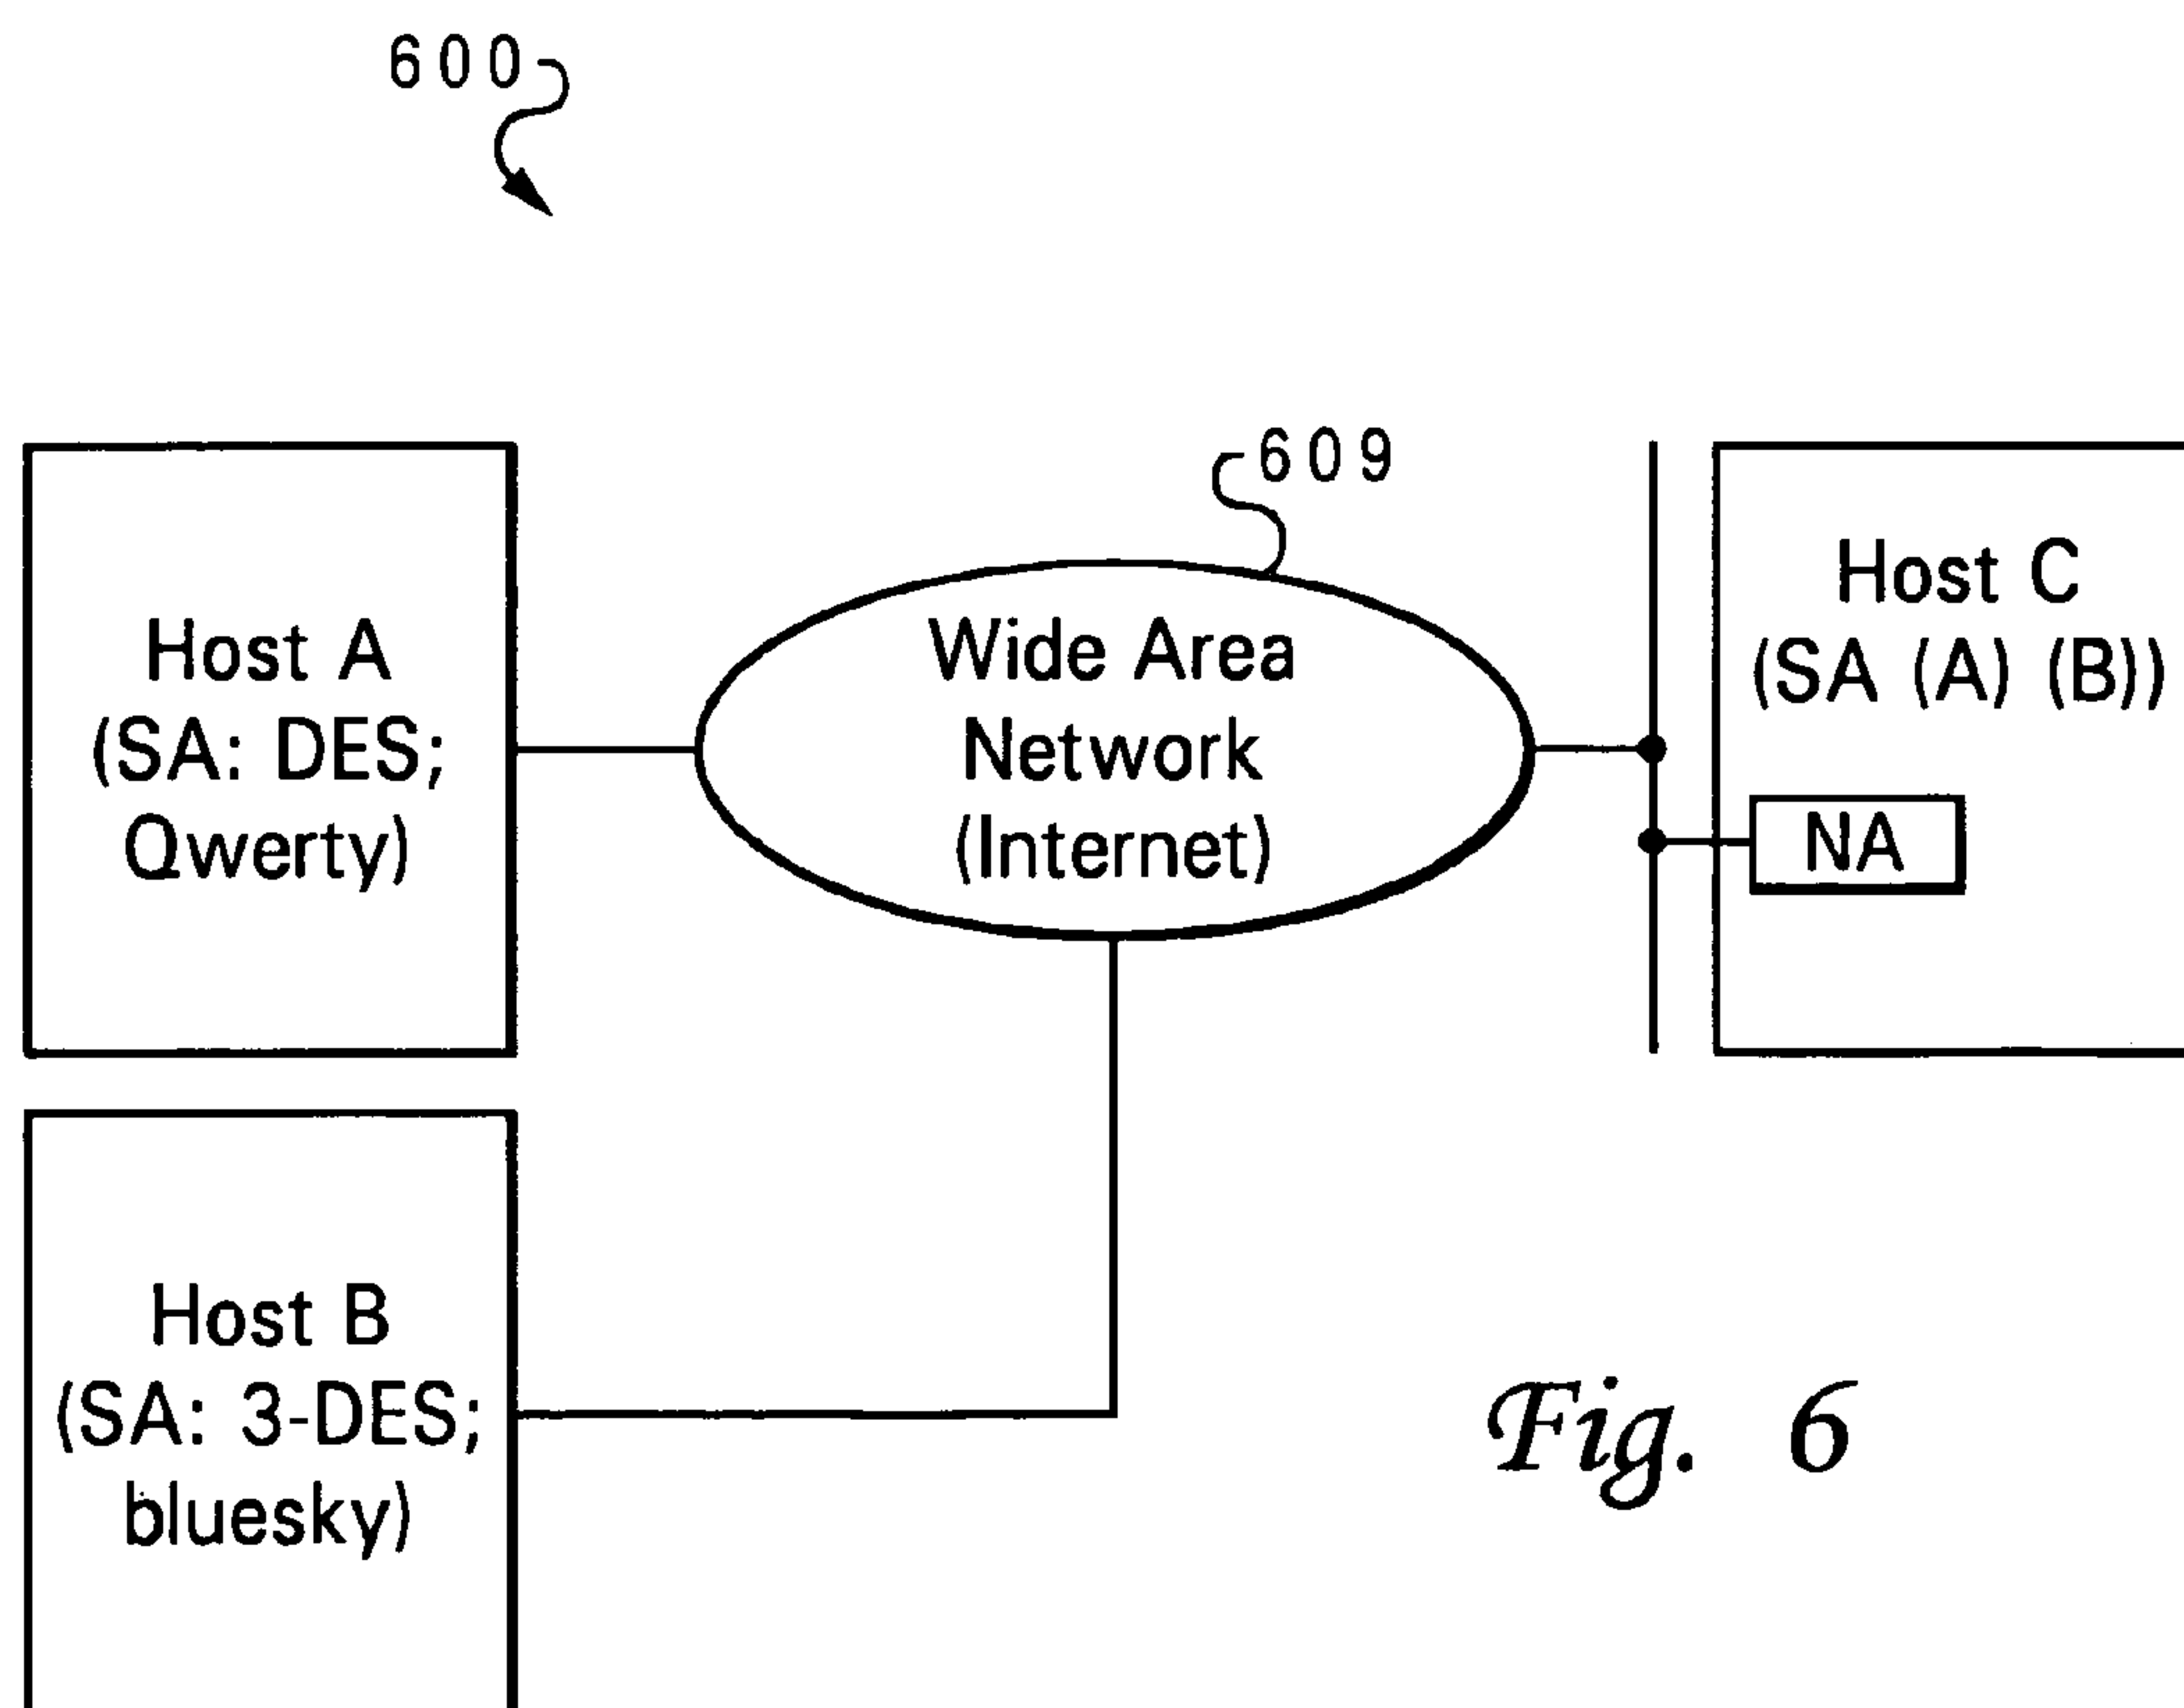 600
609
Host A
(SA: DES;
Qwerty)
Wide Area
Network
(Internet)
Host C
(SA (A) (B))
NA
Host B
(SA: 3-DES;
bluesky)
Fig. 6